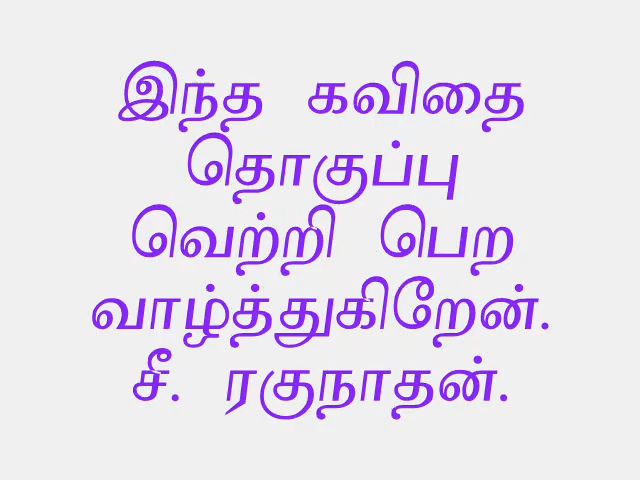 இந்த கவிதை
தொகுப்பு
வெற்றி பெற
வாழ்த்துகிறேன்.
சீ. ரகுநாதன்.